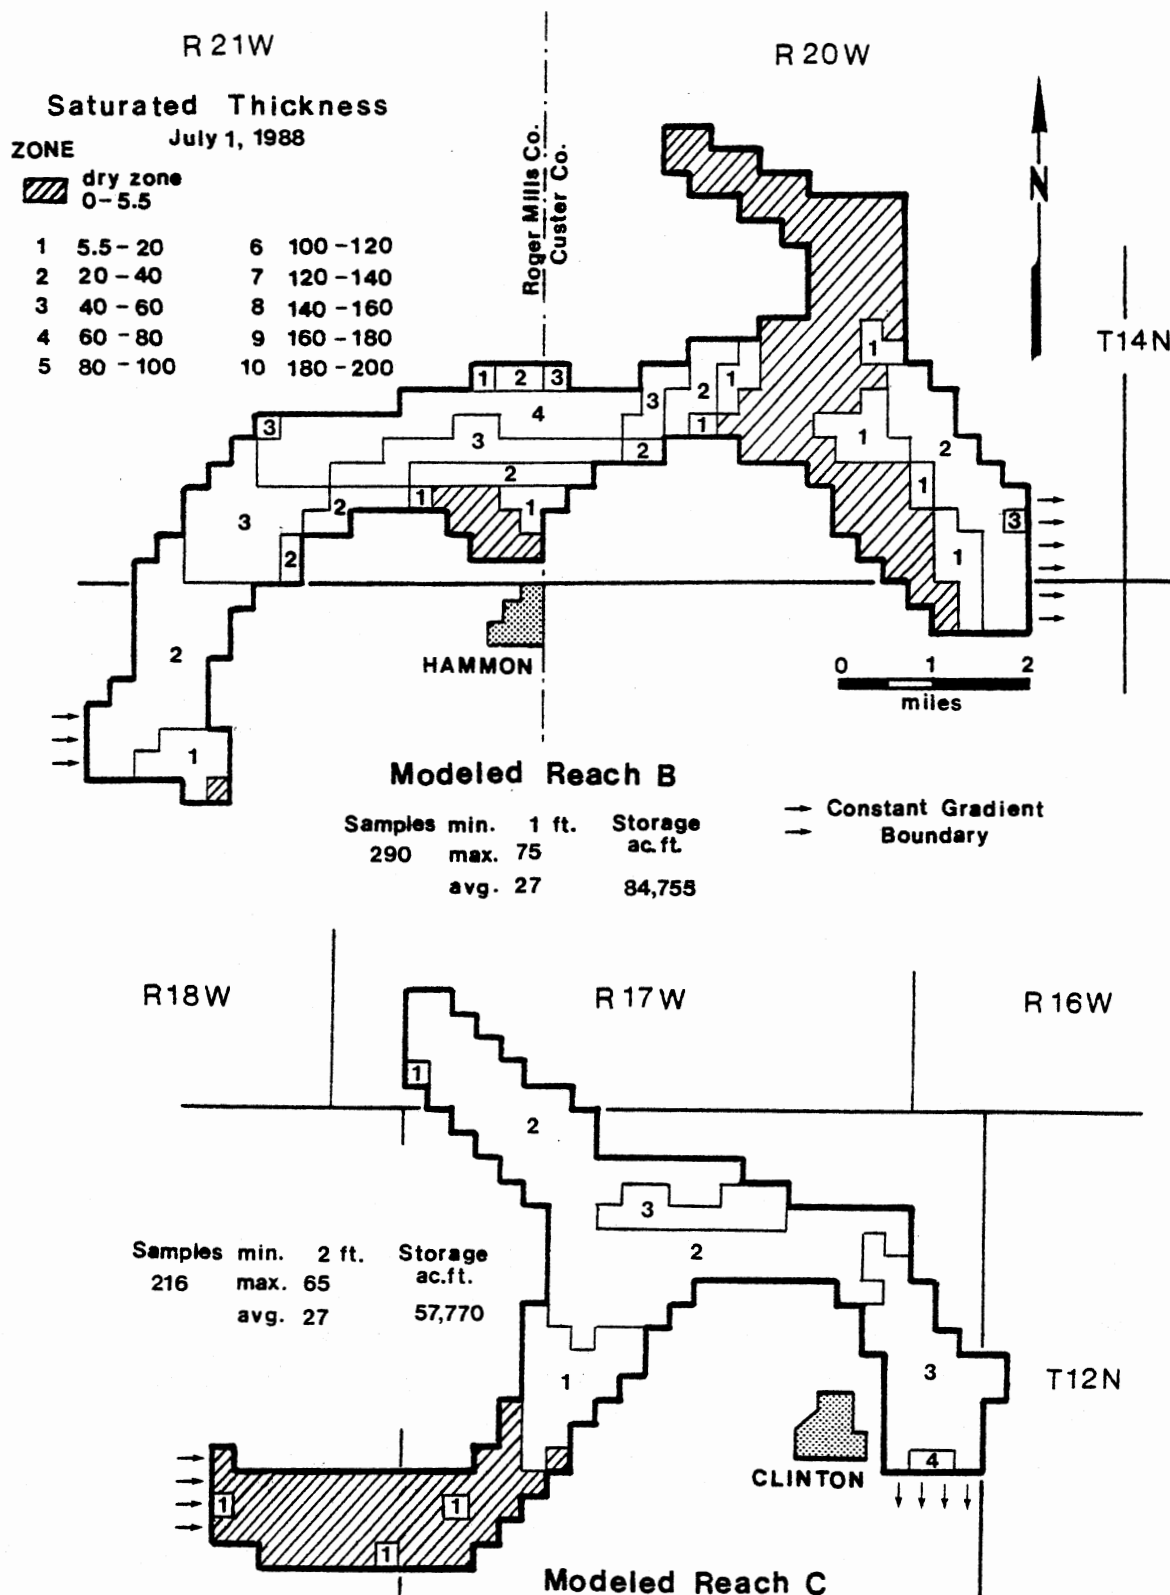 R 21W
R 20W
Saturated Thickness
July 1, 1988
ZONE
dry zone
0-5.5
1 5.5-20 6 100-120
2 20-40 7 120-140
3 40-60 8 140-160
4 60-80 9 160-180
5 80-100 10 180-200
Roger Mills Co.
Custer Co.
N
T14N
1
1 2 3
3
2
1
4
3
1
2
3
1
2
2
2
1
1
1
3
2
3
2
1
2
HAMMON
0 1 2
miles
1
Modeled Reach B
Samples min. 1 ft. Storage
290 max. 75 ac.ft.
avg. 27 84,755
→ Constant Gradient
→ Boundary
R 18W
R 17W
R 16W
1
2
3
2
Samples min. 2 ft. Storage
216 max. 65 ac.ft.
avg. 27 57,770
3
1
T12N
4
CLINTON
1
1
1
Modeled Reach C